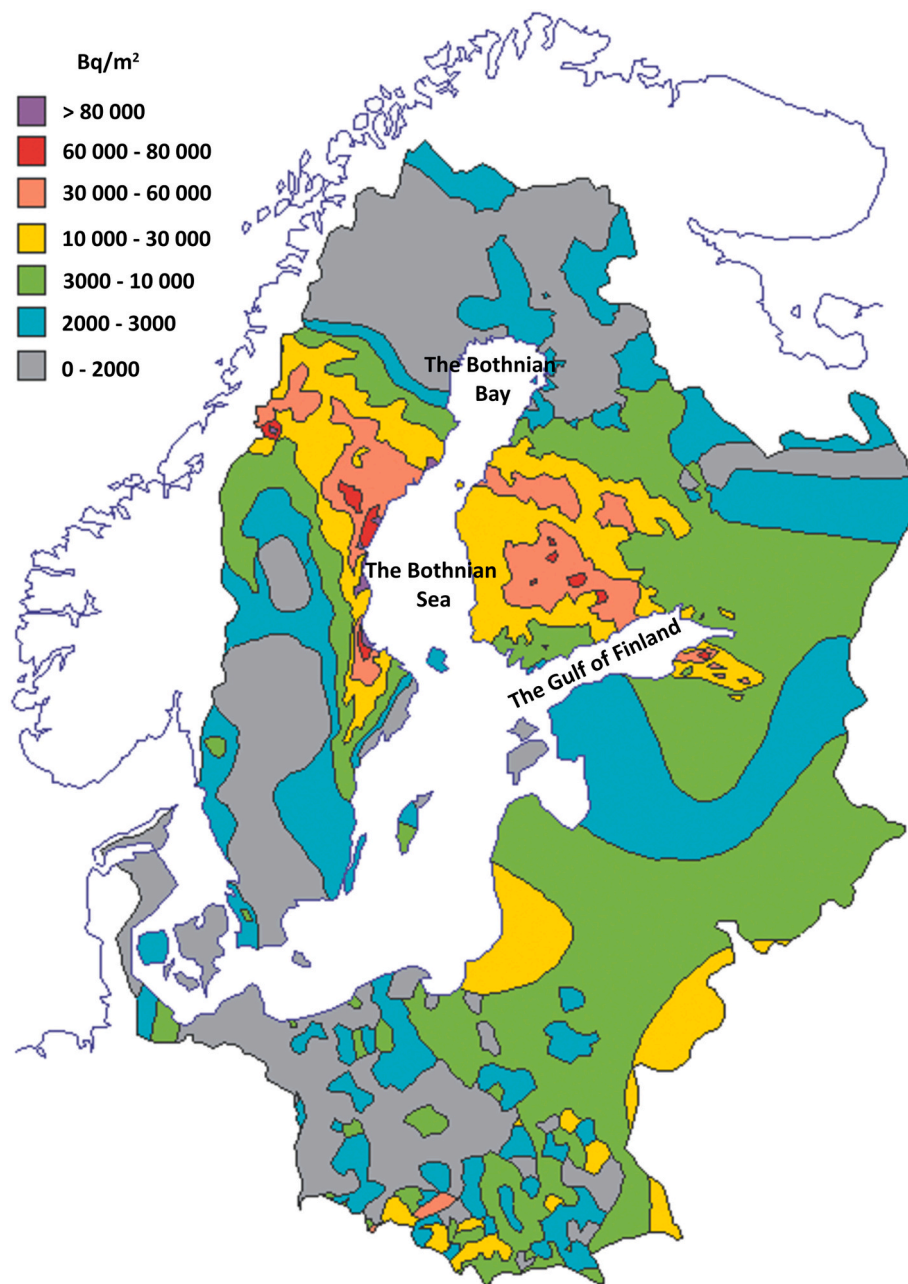 Bq/m²
> 80 000
60 000 - 80 000
30 000 - 60 000
10 000 - 30 000
3000 - 10 000
2000 - 3000
0 - 2000
The Bothnian
Bay
The Bothnian
Sea
The Gulf of Finland